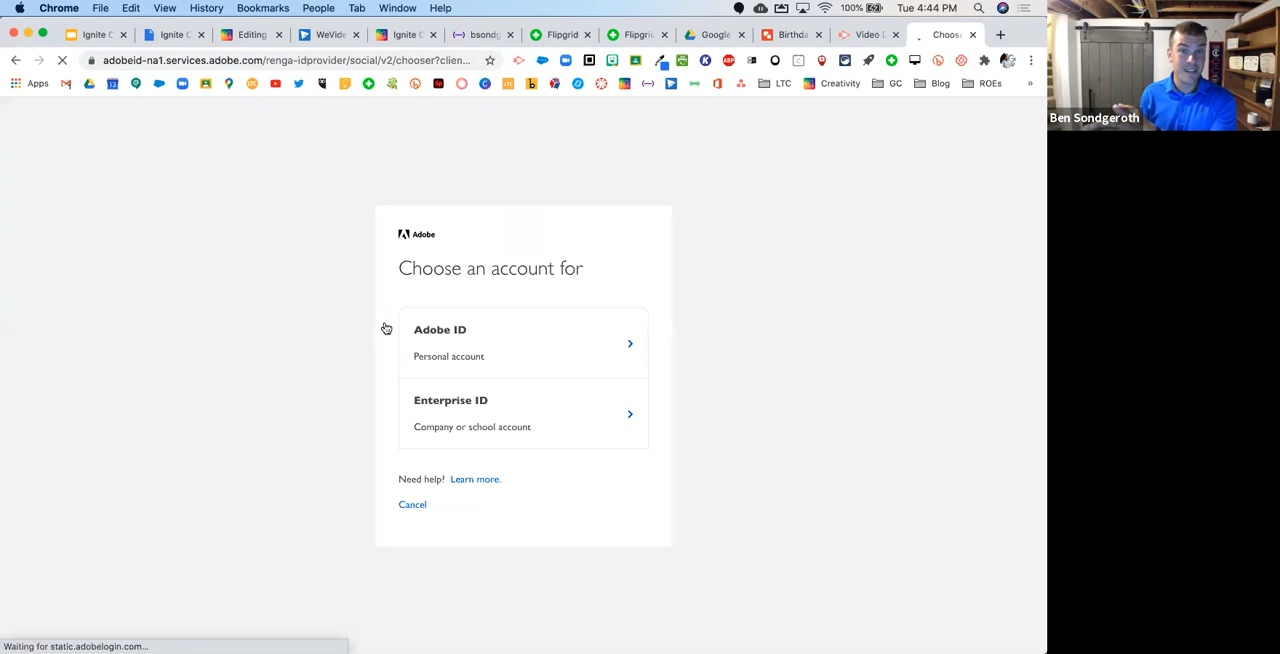 Chrome File Edit View History Bookmarks People Tab Window Help 100% Tue 4:44 PM
Ignite C Ignite C Editing WeVide Ignite C bsondg Flipgrid Flipgri Google Birthda Video L Choos
adobeid-na1.services.adobe.com/renga-idprovider/social/v2/chooser?clien...
Apps LTC Creativity GC Blog ROEs »
Ben Sondgeroth
Adobe
Choose an account for
Adobe ID
Personal account
Enterprise ID
Company or school account
Need help? Learn more.
Cancel
Waiting for static.adobelogin.com...